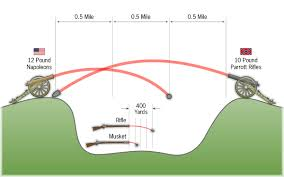 0.5 Mile 0.5 Mile 0.5 Mile
12 Pound
Napoleons
10 Pound
Parrott Rifles
400
YARDS
Rifle
Musket